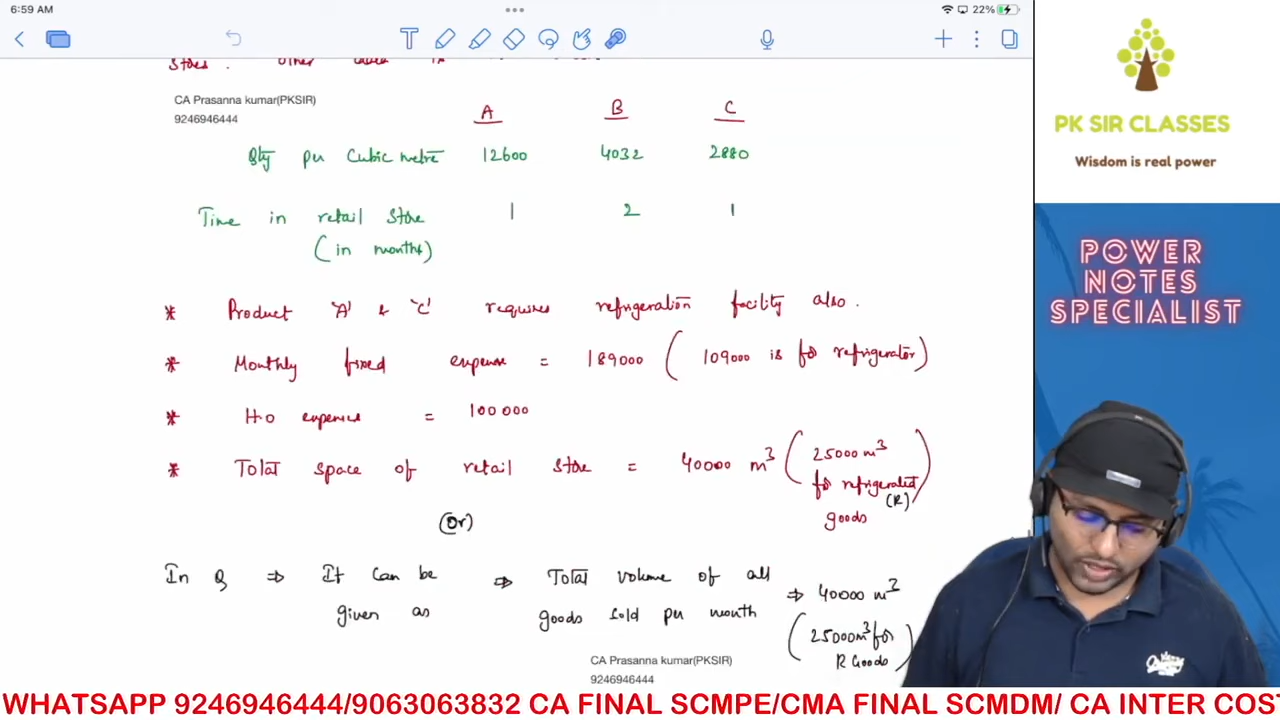 6:59 AM
22%
T
Stores. Other
CA Prasanna kumar(PKSIR)
9246946444
A B C
Qty per Cubic metre 12600 4032 2880
Time in retail Store 1 2 1
(in months)
* Product 'A' & 'C' requires refrigeration facility also.
* Monthly fixed expense = 189000 (109000 is for refrigerator)
* H.O expenses = 100000
* Total space of retail store = 40000 m³ (25000 m³
for refrigerated
(R)
goods)
(Or)
In Q ⇒ It can be ⇒ Total volume of all ⇒ 40000 m³
given as goods sold per month (25000m³ for
R Goods)
CA Prasanna kumar(PKSIR)
9246946444
PK SIR CLASSES
Wisdom is real power
POWER
NOTES
SPECIALIST
WHATSAPP 9246946444/9063063832 CA FINAL SCMPE/CMA FINAL SCMDM/ CA INTER COS